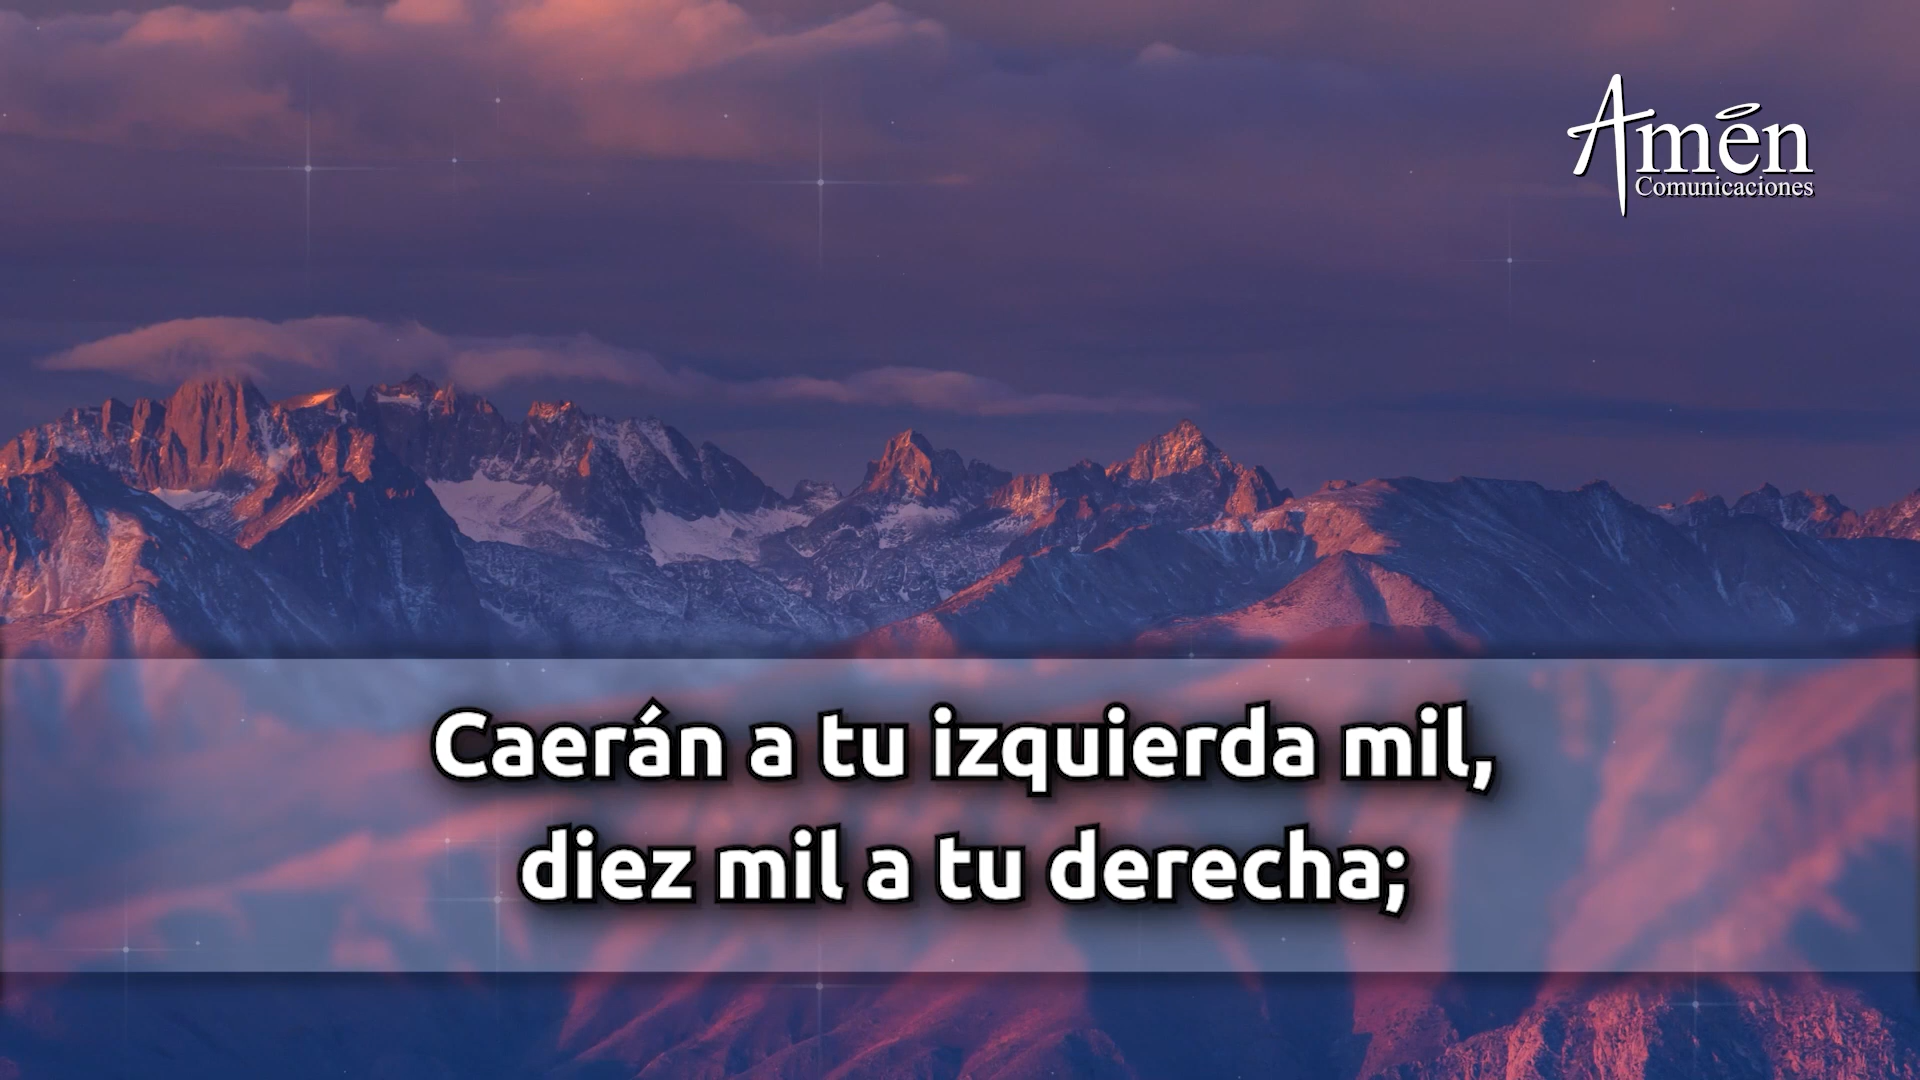 Amén
Comunicaciones
Caerán a tu izquierda mil,
diez mil a tu derecha;